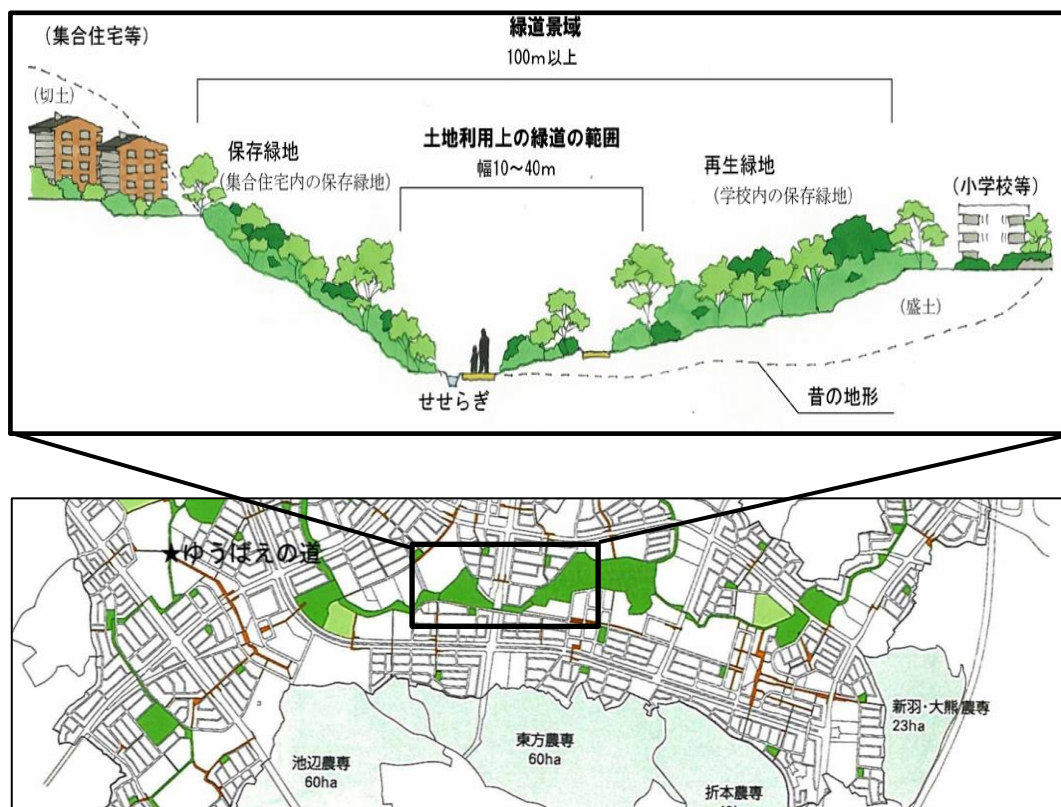 (集合住宅等)
緑道景域
100m以上
(切土)
保存緑地
(集合住宅内の保存緑地)
土地利用上の緑道の範囲
幅10～40m
再生緑地
(学校内の保存緑地)
(小学校等)
(盛土)
せせらぎ
昔の地形
★ゆうばえの道
新羽・大熊農専
23ha
東方農専
60ha
池辺農専
60ha
折本農専